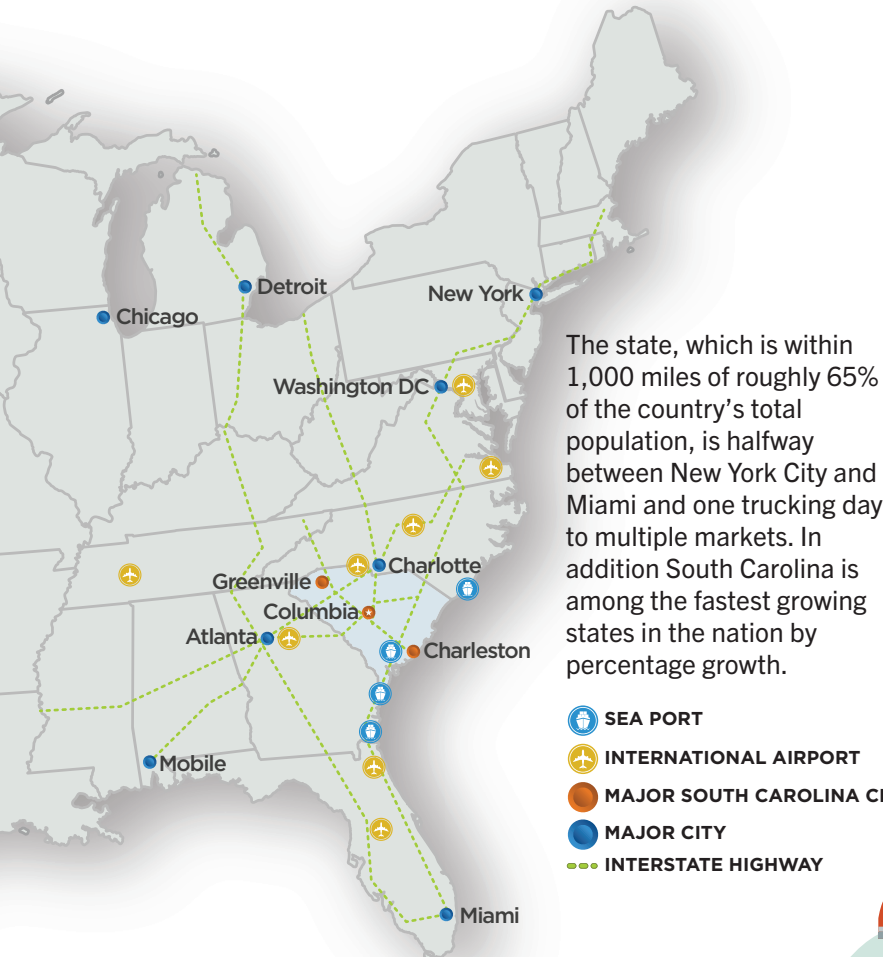 Detroit
New York
Chicago
Washington DC
Charlotte
Greenville
Columbia
Atlanta
Charleston
Mobile
Miami
The state, which is within
1,000 miles of roughly 65%
of the country’s total
population, is halfway
between New York City and
Miami and one trucking day
to multiple markets. In
addition South Carolina is
among the fastest growing
states in the nation by
percentage growth.
SEA PORT
INTERNATIONAL AIRPORT
MAJOR SOUTH CAROLINA
MAJOR CITY
INTERSTATE HIGHWAY